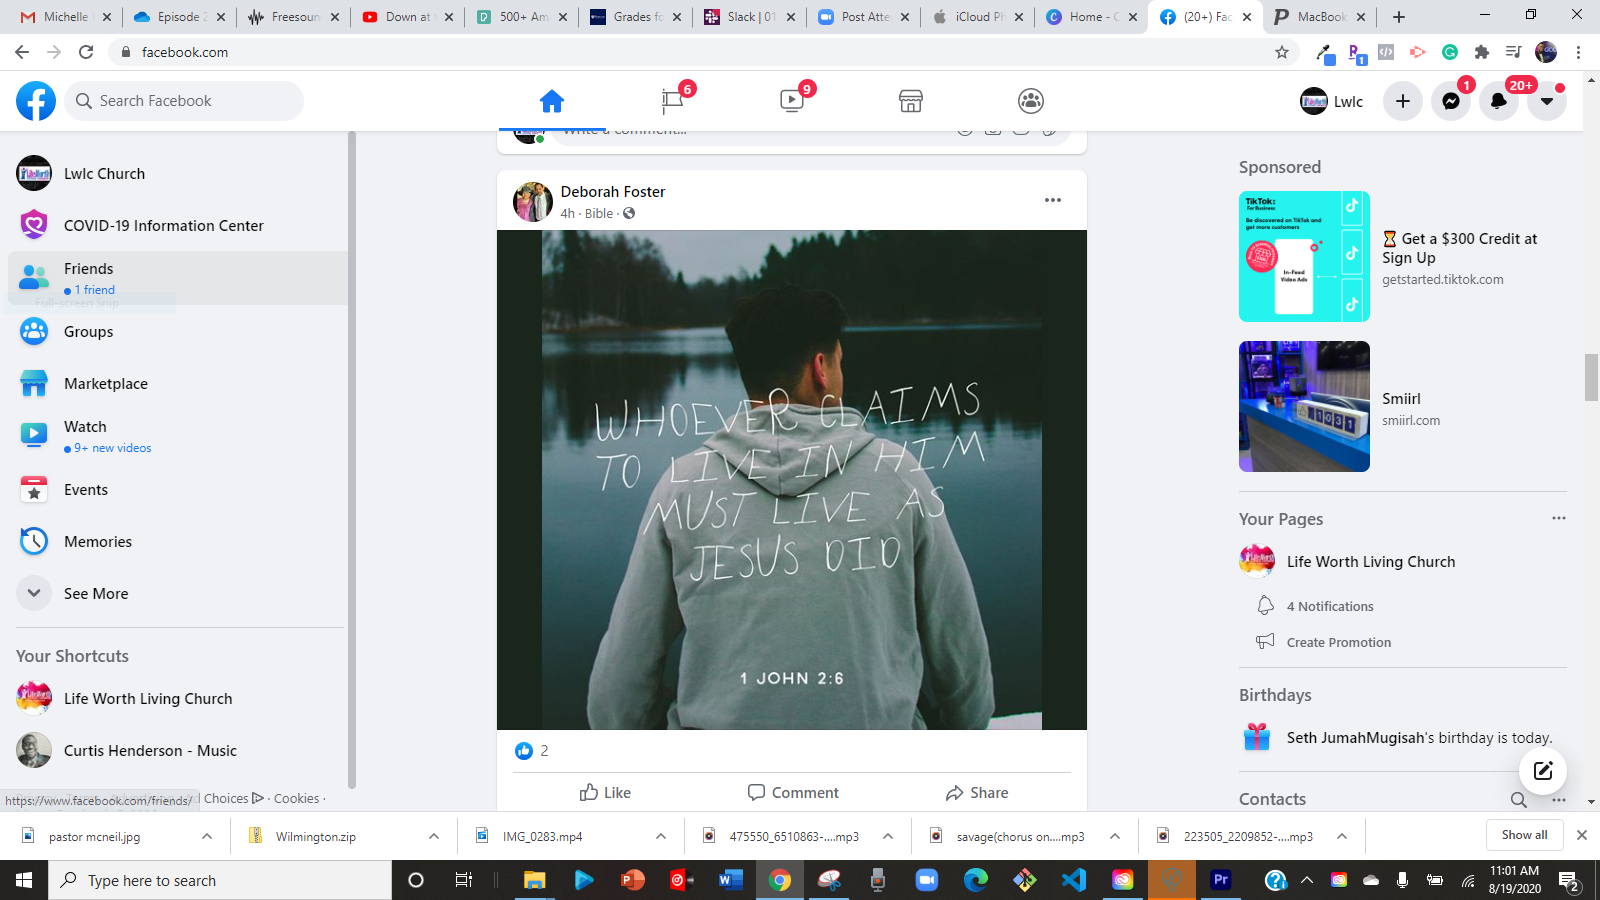 Michelle
Episode 2
Freesoun
Down at
500+ Am
Grades fo
Slack | 01
Post Atte
iCloud Ph
Home - C
(20+) Fac
MacBook
facebook.com
1
Search Facebook
6
9
Lwlc
1
20+
Write a comment...
Lwlc Church
COVID-19 Information Center
Friends
1 friend
Full-screen Snip
Groups
Marketplace
Watch
9+ new videos
Events
Memories
See More
Your Shortcuts
Life Worth Living Church
Curtis Henderson - Music
Choices · Cookies ·
https://www.facebook.com/friends/
Deborah Foster
4h · Bible ·
WHOEVER CLAIMS
TO LIVE IN HIM
MUST LIVE AS
JESUS DID
1 JOHN 2:6
2
Like
Comment
Share
Sponsored
TikTok:
For Business
Be discovered on TikTok and
get more customers
In-Feed
Video Ads
Get a $300 Credit at
Sign Up
getstarted.tiktok.com
1031
Smiirl
smiirl.com
Your Pages
Life Worth Living Church
4 Notifications
Create Promotion
Birthdays
Seth JumahMugisah's birthday is today.
Contacts
pastor mcneil.jpg
Wilmington.zip
IMG_0283.mp4
475550_6510863-....mp3
savage(chorus on....mp3
223505_2209852-....mp3
Show all
Type here to search
11:01 AM
8/19/2020
2